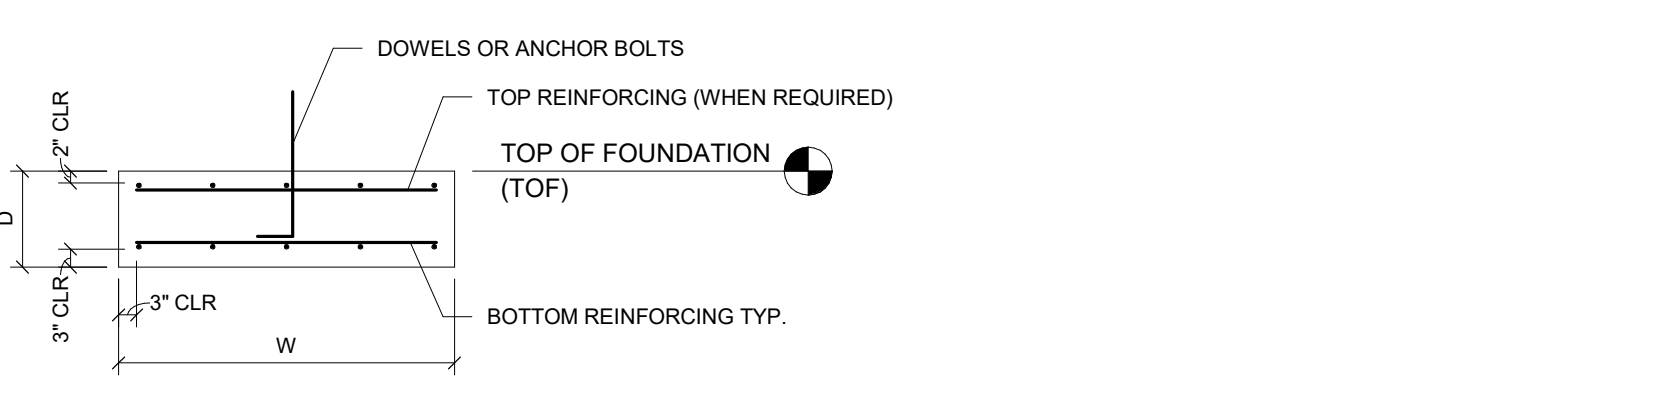 DOWELS OR ANCHOR BOLTS
TOP REINFORCING (WHEN REQUIRED)
2" CLR
TOP OF FOUNDATION
(TOF)
D
3" CLR
3" CLR
BOTTOM REINFORCING TYP.
W